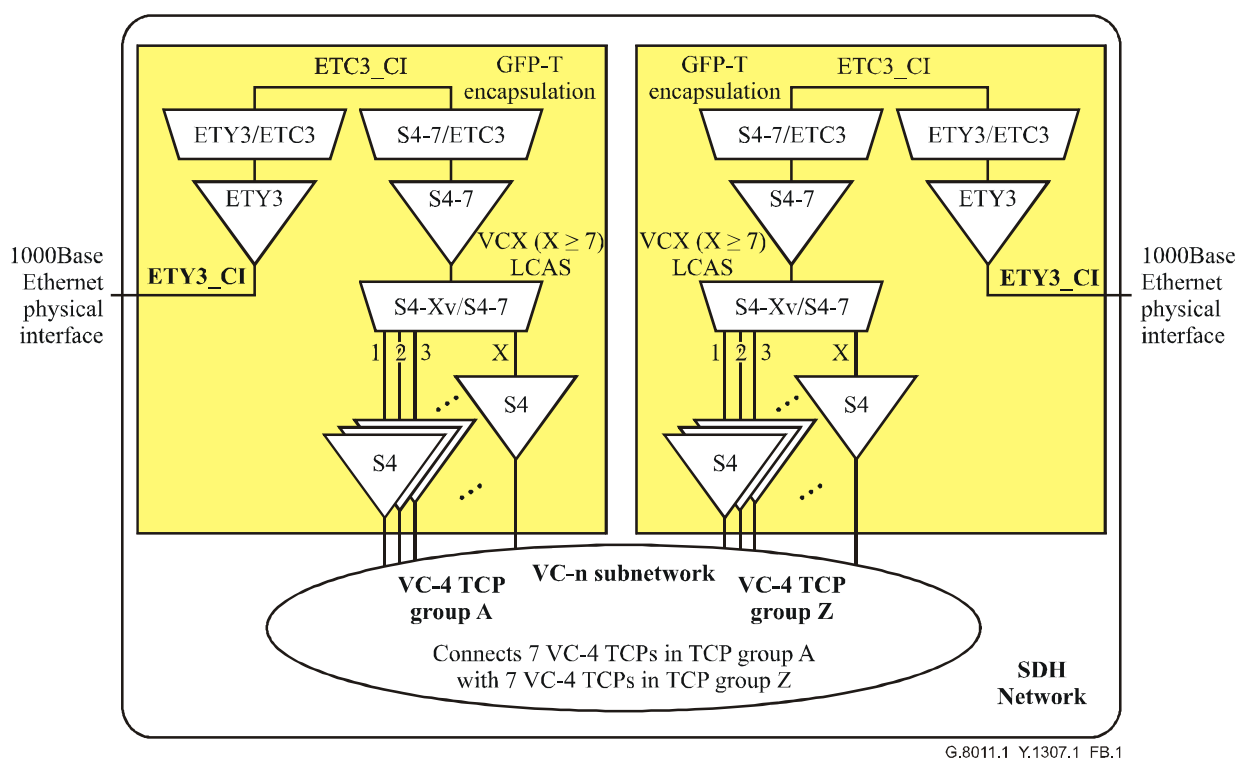 ETC3_CI
GFP-T
encapsulation
ETY3/ETC3
S4-7/ETC3
ETY3
S4-7
VCX (X ≥ 7)
LCAS
1000Base
Ethernet
physical
interface
ETY3_CI
S4-Xv/S4-7
1 2 3 X
S4
...
S4
...
GFP-T
encapsulation
ETC3_CI
S4-7/ETC3
ETY3/ETC3
S4-7
ETY3
VCX (X ≥ 7)
LCAS
ETY3_CI
1000Base
Ethernet
physical
interface
S4-Xv/S4-7
1 2 3 X
S4
...
S4
...
VC-n subnetwork
VC-4 TCP
group A
VC-4 TCP
group Z
Connects 7 VC-4 TCPs in TCP group A
with 7 VC-4 TCPs in TCP group Z
SDH
Network
G.8011.1_Y.1307.1_FB.1